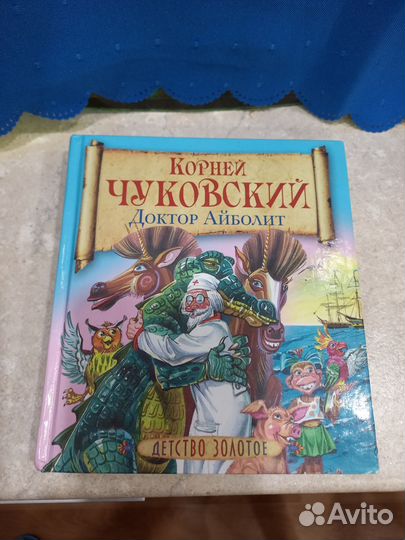 Корней
Чуковский
Доктор Айболит
Детство золотое
Avito